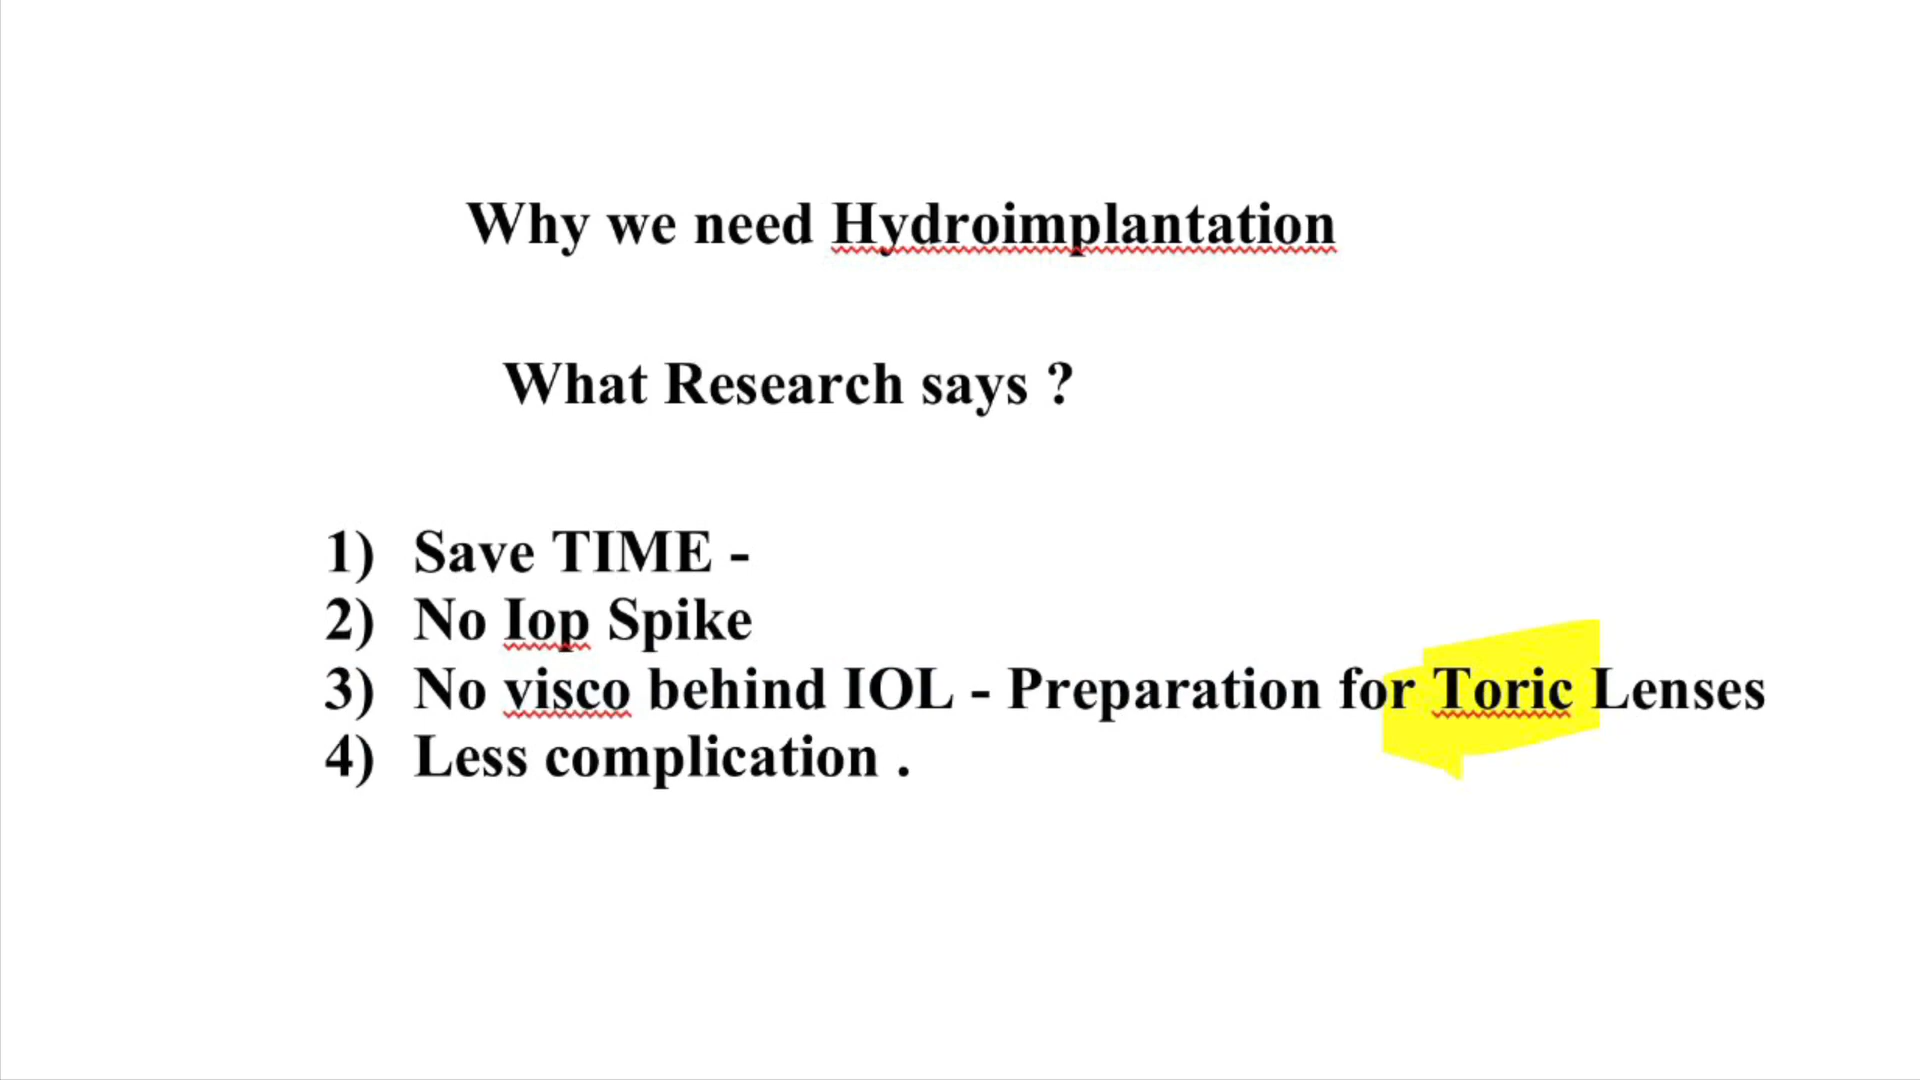 Why we need Hydroimplantation
What Research says ?
1) Save TIME -
2) No Iop Spike
3) No visco behind IOL - Preparation for Toric Lenses
4) Less complication .